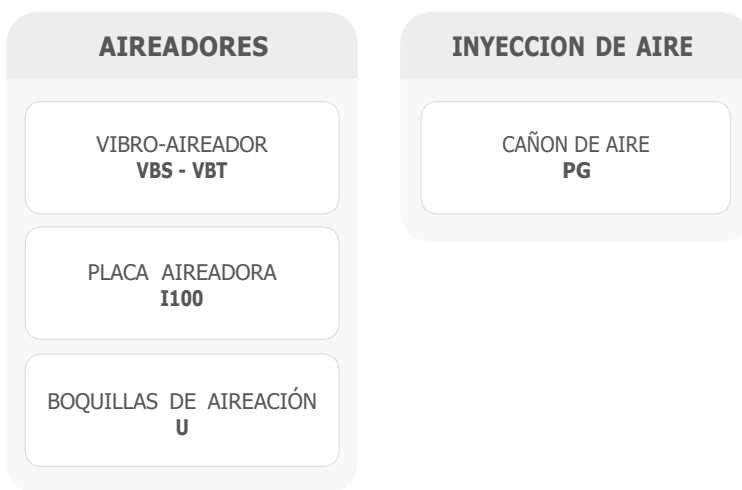 AIREADORES
VIBRO-AIREADOR
VBS - VBT
PLACA AIREADORA
I100
BOQUILLAS DE AIREACIÓN
U
INYECCION DE AIRE
CAÑON DE AIRE
PG